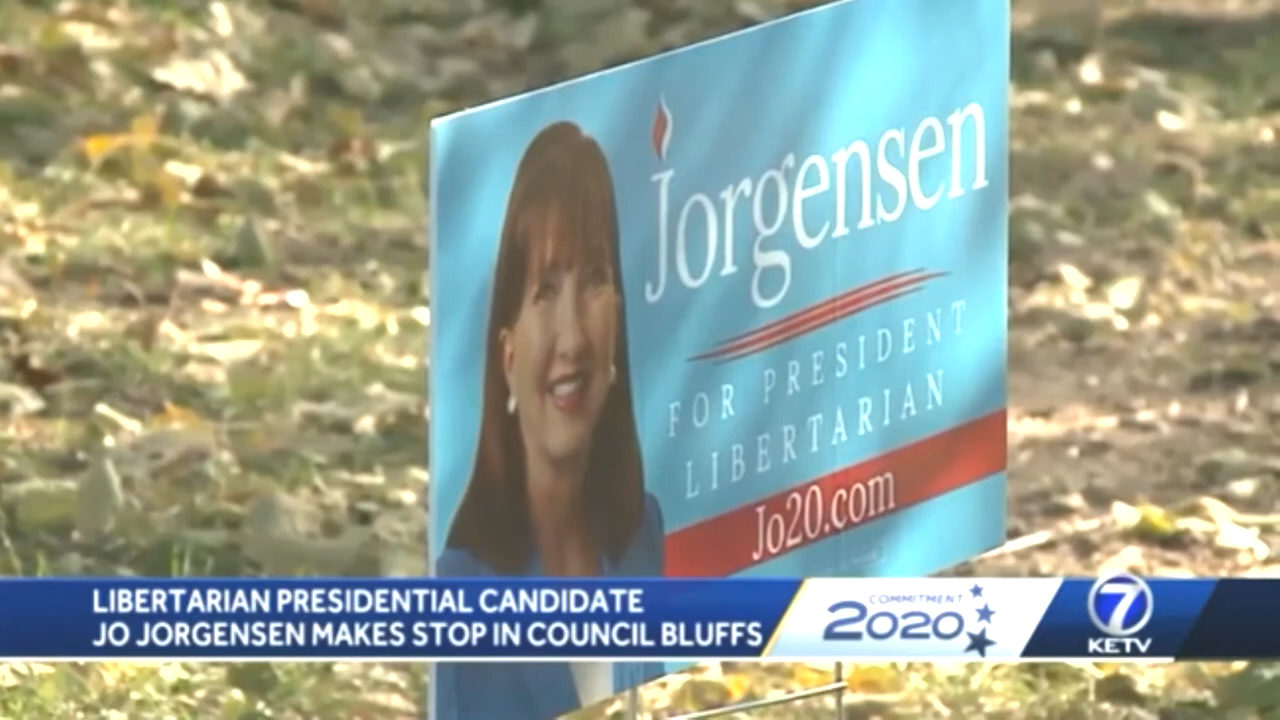 Jorgensen
FOR PRESIDENT
LIBERTARIAN
Jo20.com
LIBERTARIAN PRESIDENTIAL CANDIDATE
JO JORGENSEN MAKES STOP IN COUNCIL BLUFFS
COMMITMENT
2020
7
KETV